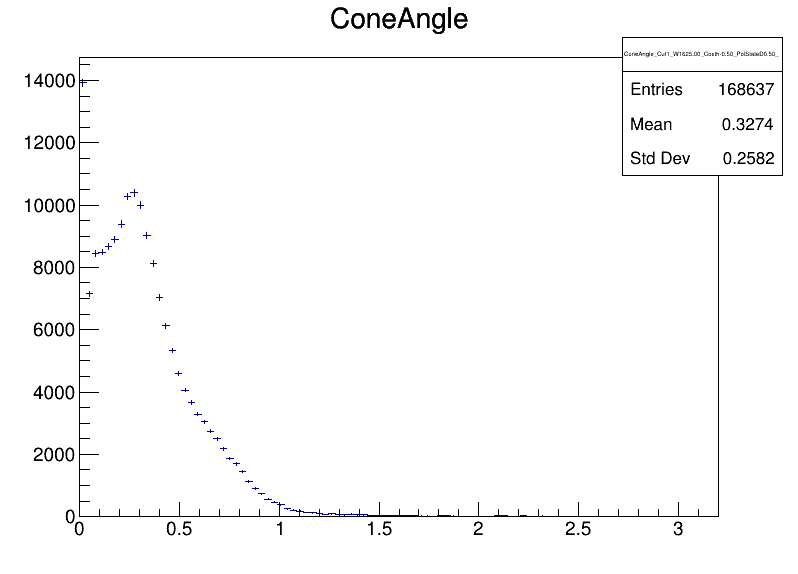 ConeAngle
ConeAngle_Cut1_W1625.00_Costh-0.50_PolStateD0.50_
Entries 168637
Mean 0.3274
Std Dev 0.2582
14000
12000
10000
8000
6000
4000
2000
0
0 0.5 1 1.5 2 2.5 3